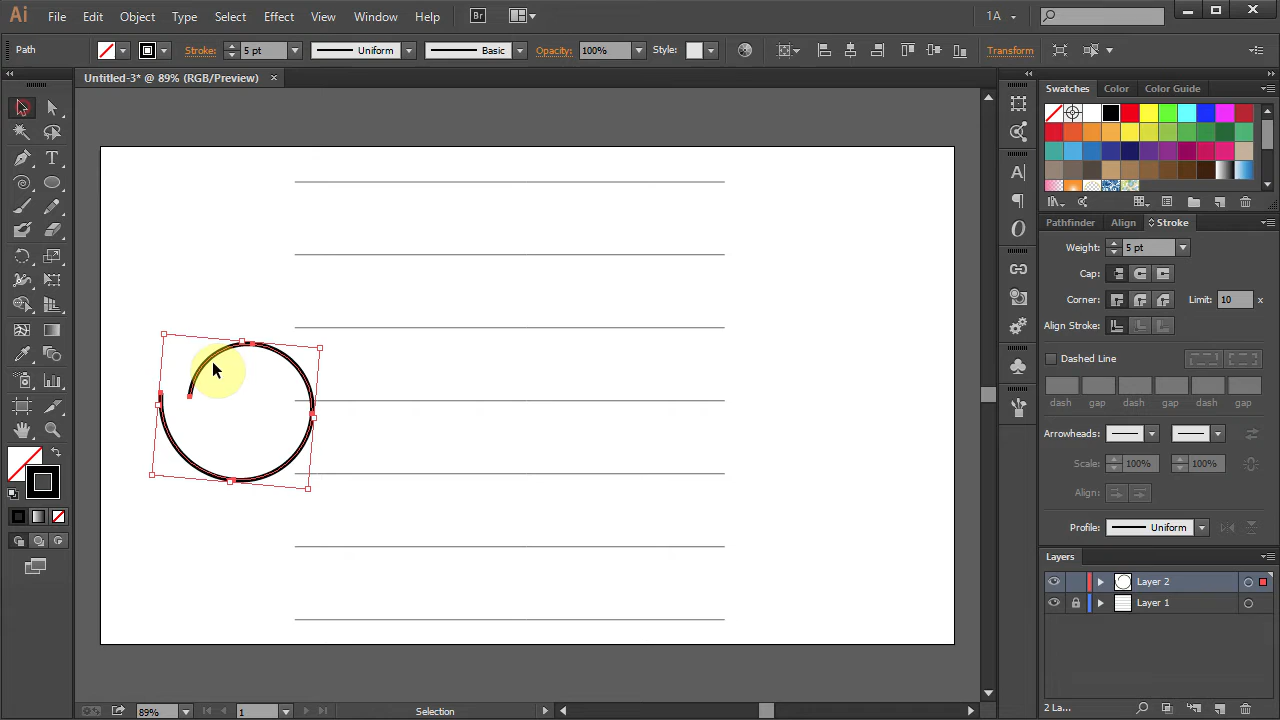 Ai File Edit Object Type Select Effect View Window Help Br 1A
Path Stroke: 5 pt Uniform Basic Opacity: 100% Style: Transform
Untitled-3* @ 89% (RGB/Preview)
Swatches Color Color Guide
Pathfinder Align Stroke
Weight: 5 pt
Cap:
Corner: Limit: 10 x
Align Stroke:
Dashed Line
dash gap dash gap dash gap
Arrowheads:
Scale: 100% 100%
Align:
Profile: Uniform
Layers
Layer 2
Layer 1
2 La...
89% 1 Selection